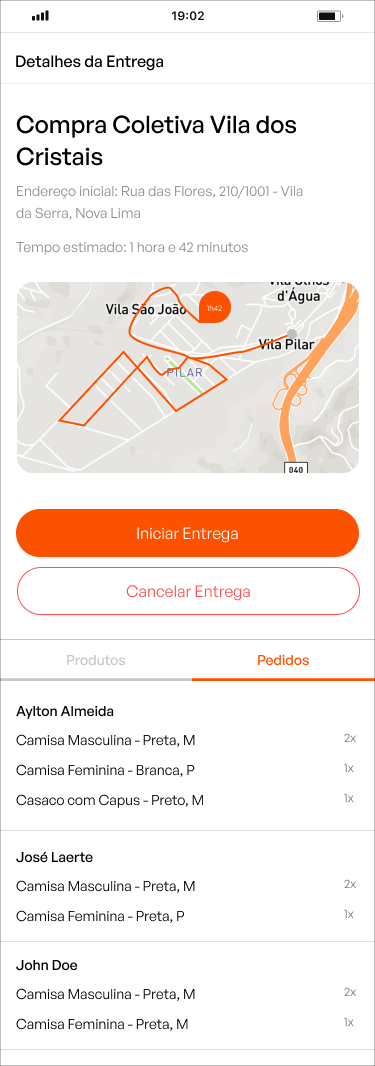 19:02
Detalhes da Entrega
Compra Coletiva Vila dos
Cristais
Endereço inicial: Rua das Flores, 210/1001 - Vila
da Serra, Nova Lima
Tempo estimado: 1 hora e 42 minutos
Vila Olhos
d'Água
Vila São João
1h42
Vila Pilar
PILAR
040
Iniciar Entrega
Cancelar Entrega
Produtos
Pedidos
Aylton Almeida
Camisa Masculina - Preta, M 2x
Camisa Feminina - Branca, P 1x
Casaco com Capus - Preto, M 1x
José Laerte
Camisa Masculina - Preta, M 2x
Camisa Feminina - Preta, P 1x
John Doe
Camisa Masculina - Preta, M 2x
Camisa Feminina - Preta, M 1x